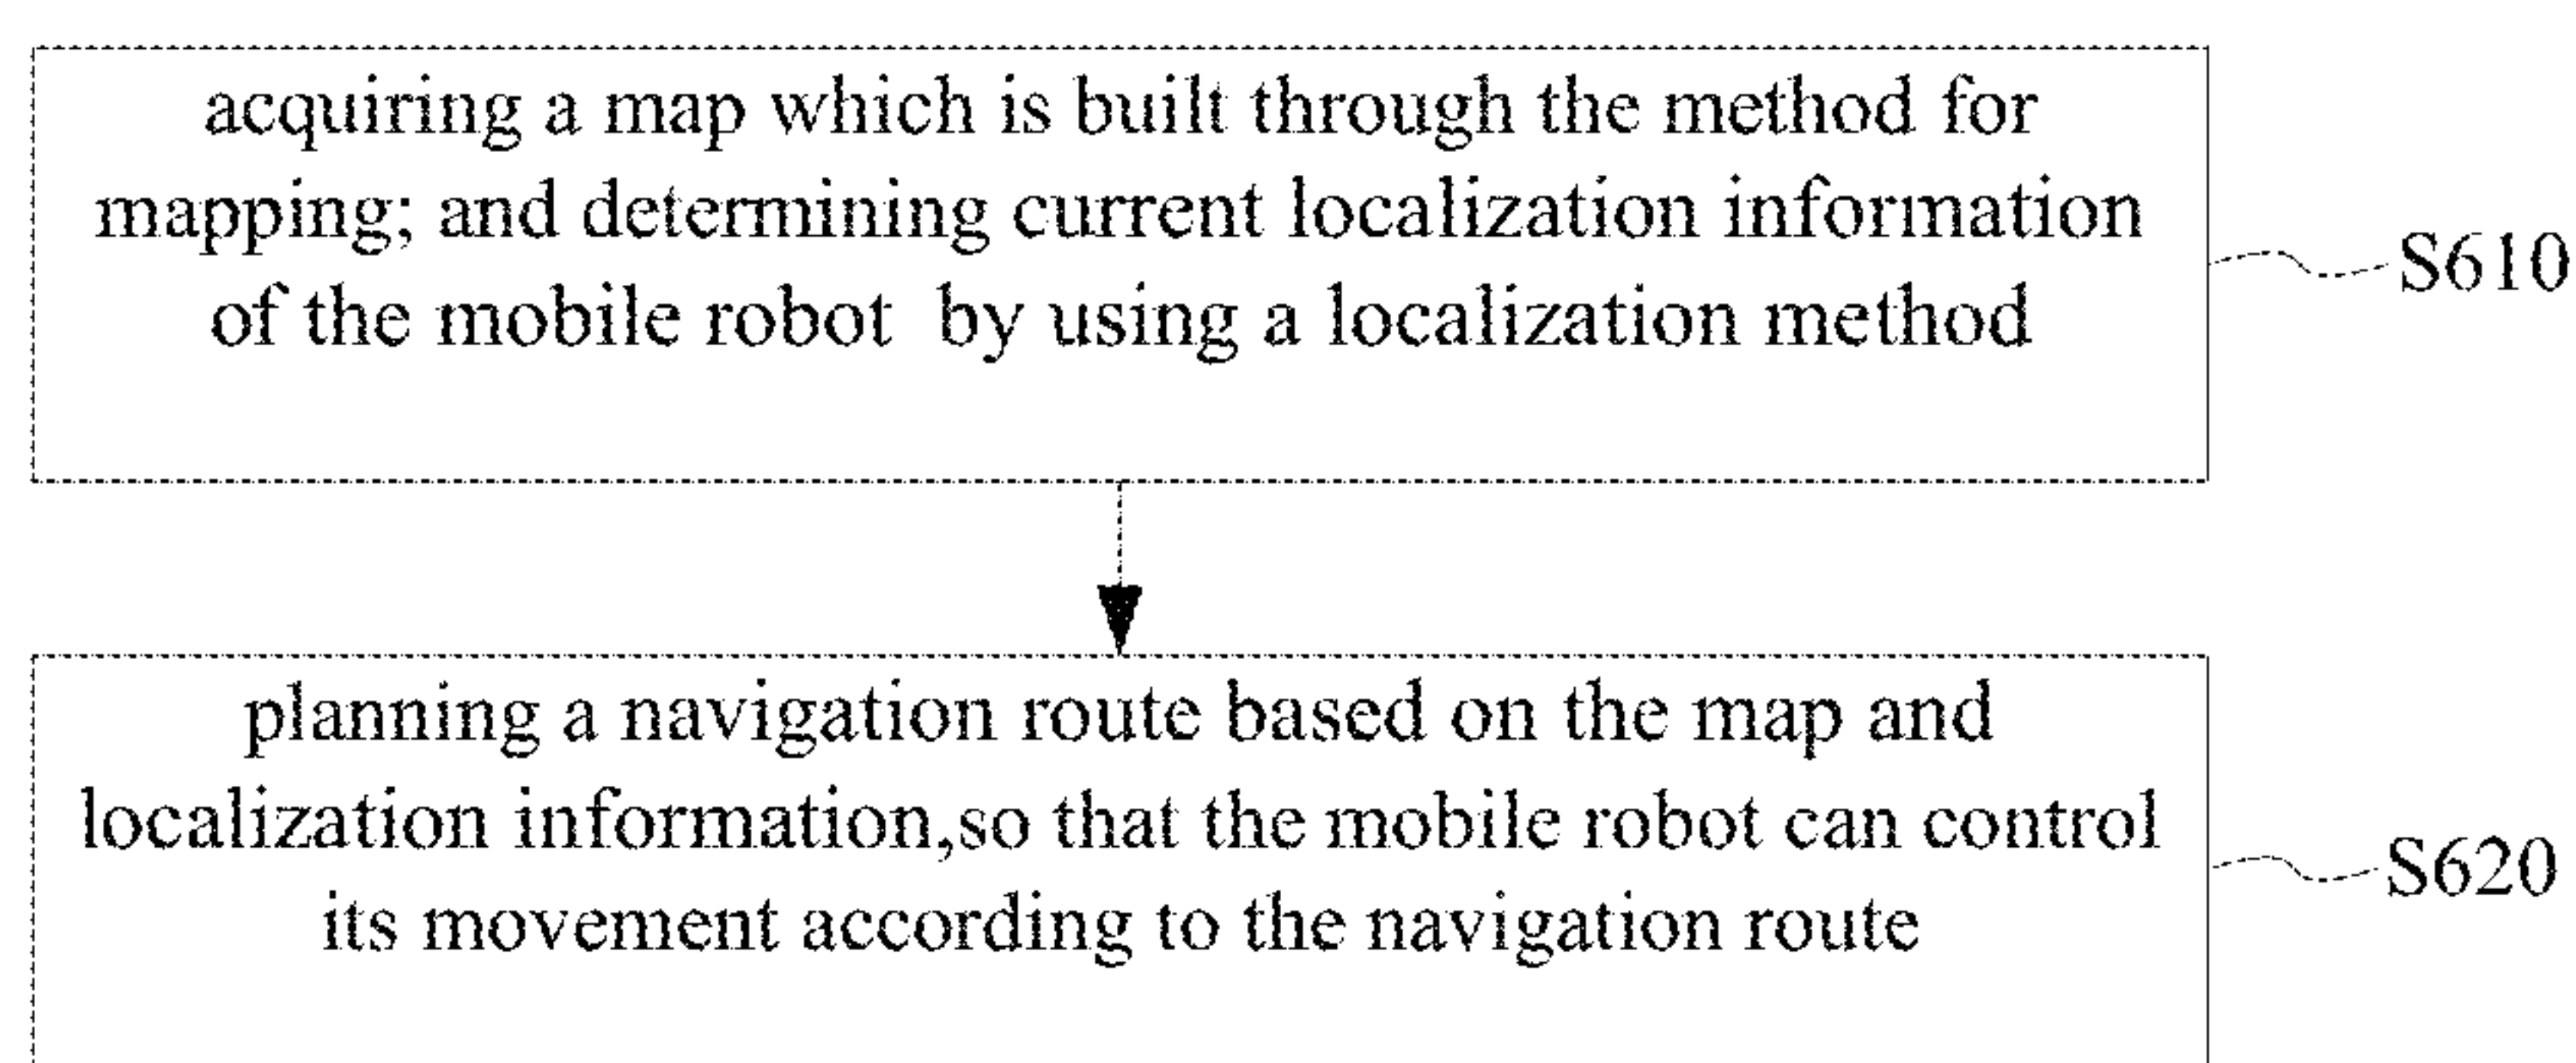 acquiring a map which is built through the method for
mapping; and determining current localization information
of the mobile robot by using a localization method
S610
planning a navigation route based on the map and
localization information,so that the mobile robot can control
its movement according to the navigation route
S620